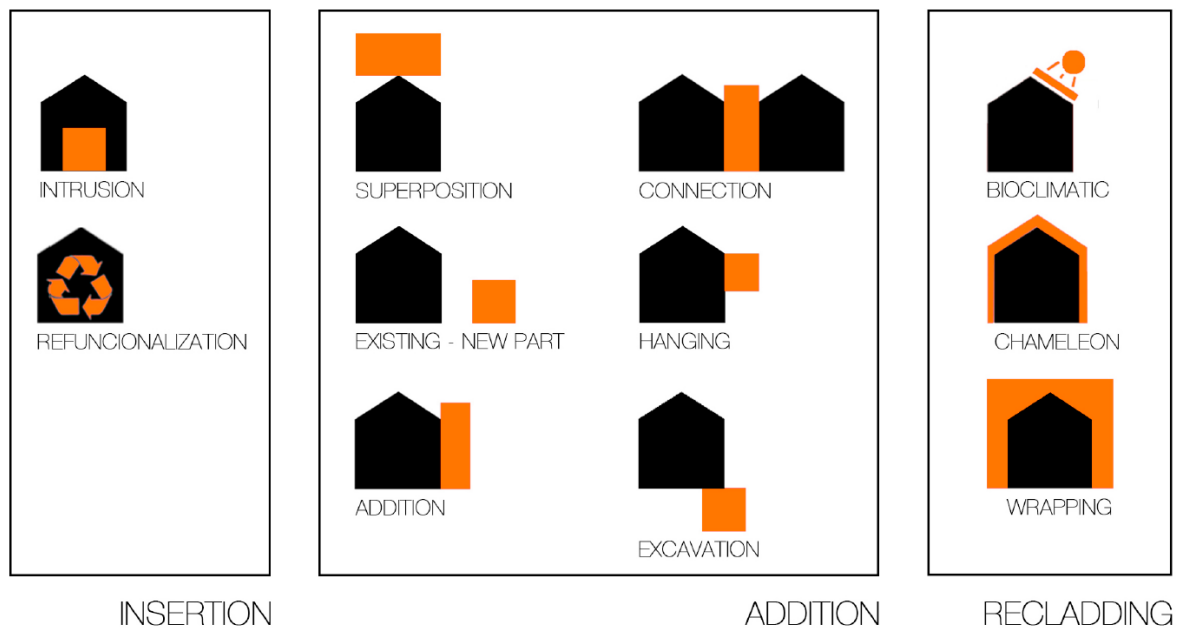 INTRUSION
REFUNCIONALIZATION
INSERTION
SUPERPOSITION
CONNECTION
EXISTING - NEW PART
HANGING
ADDITION
EXCAVATION
ADDITION
BIOCLIMATIC
CHAMELEON
WRAPPING
RECLADDING